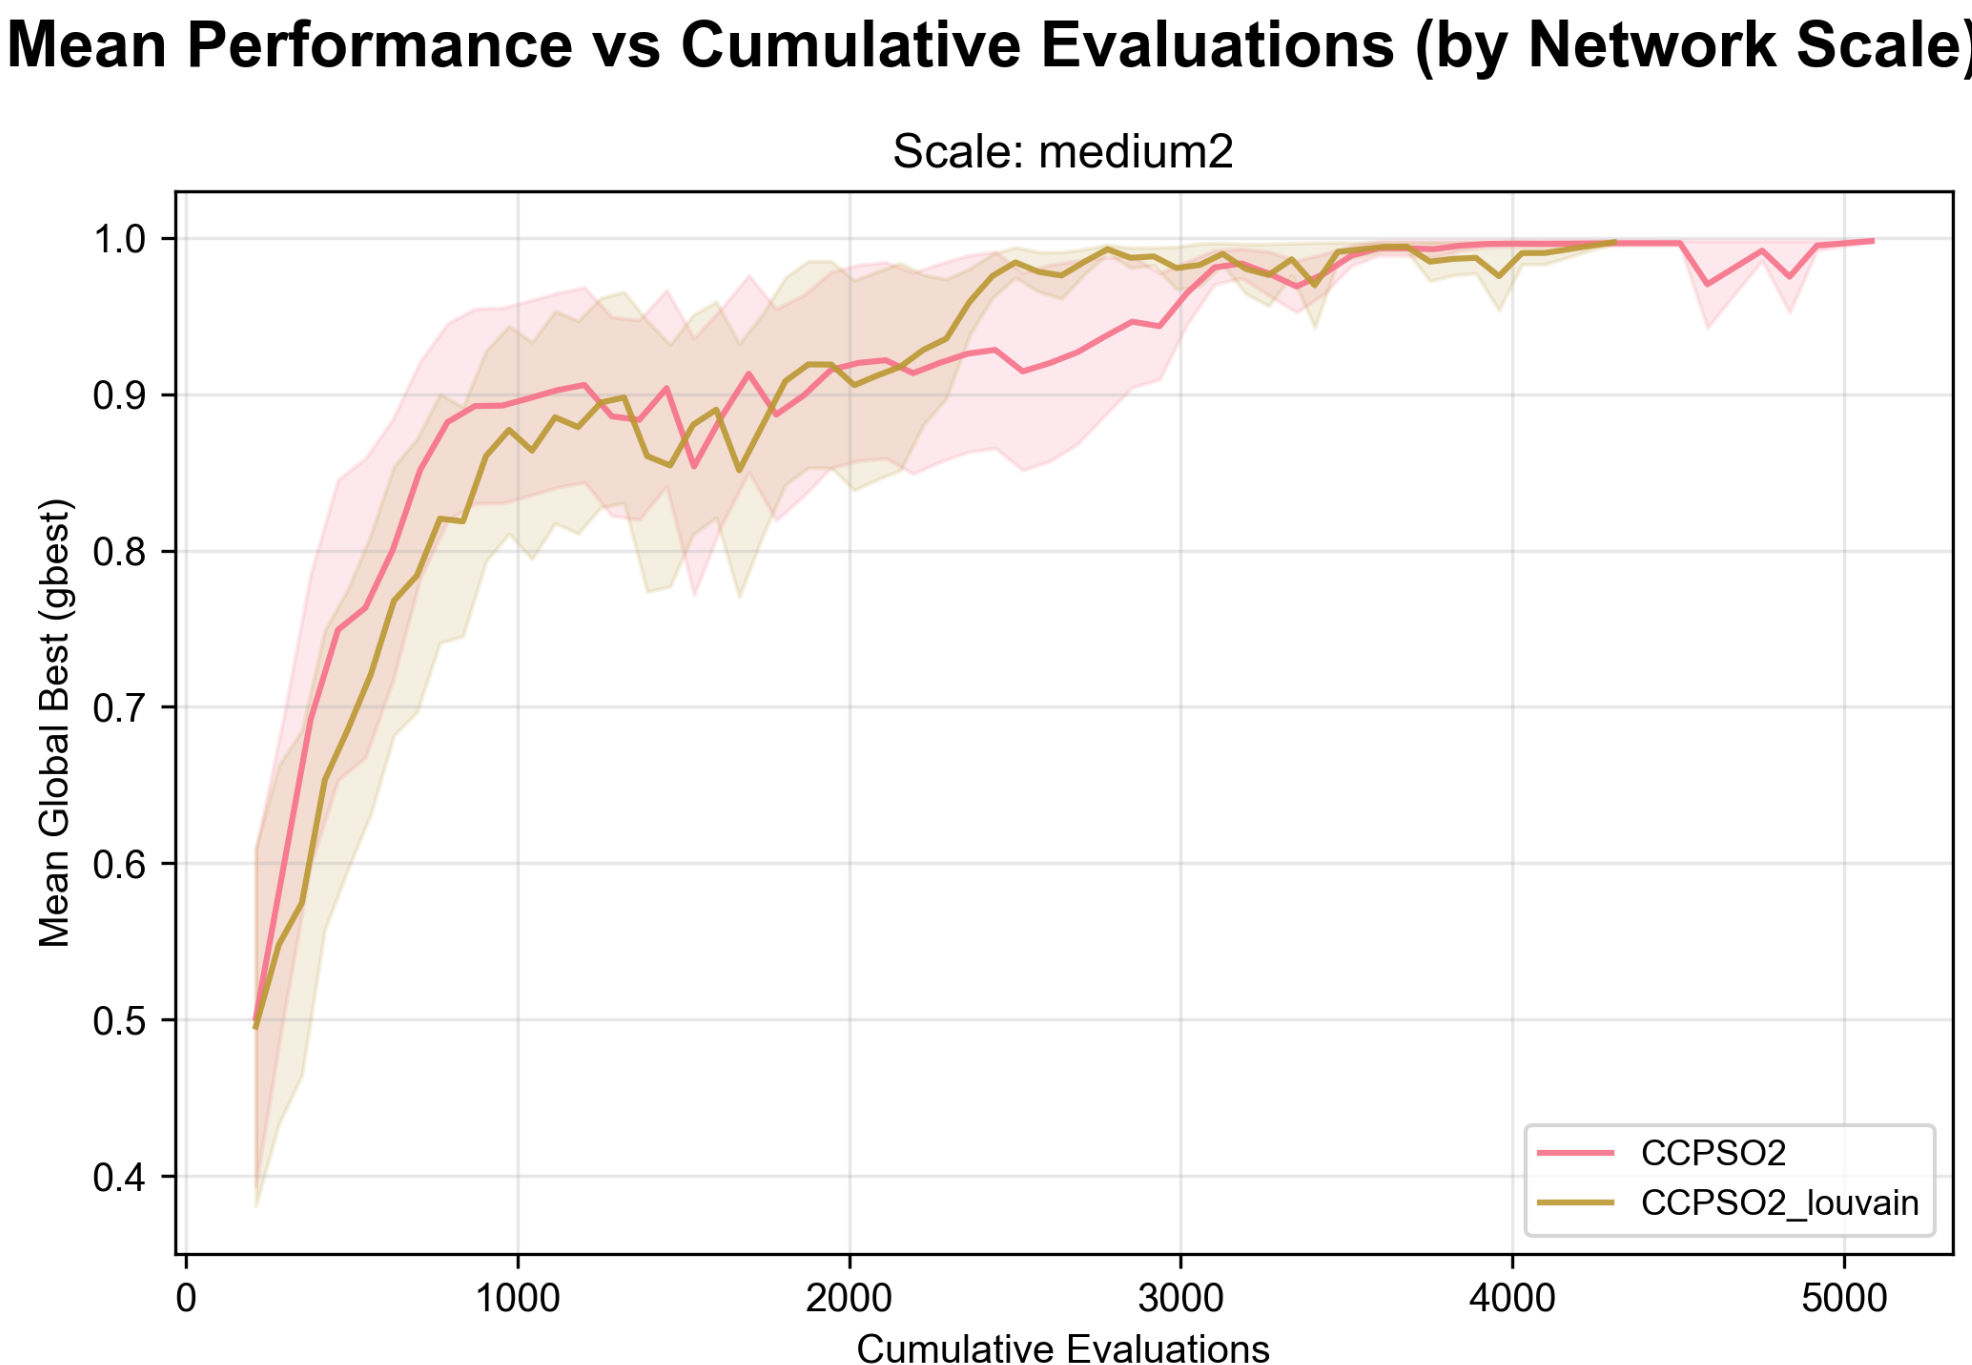 Mean Performance vs Cumulative Evaluations (by Network Scale)
Scale: medium2
1.0
0.9
0.8
0.7
0.6
0.5
0.4
Mean Global Best (gbest)
CCPSO2
CCPSO2_louvain
0 1000 2000 3000 4000 5000
Cumulative Evaluations